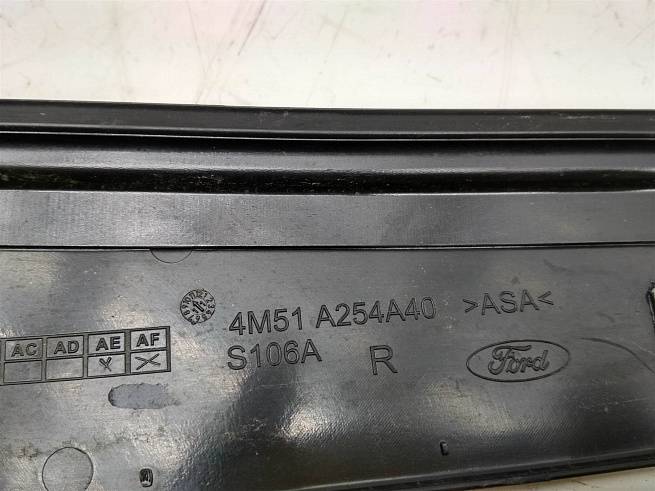 4M51 A254A40 >ASA<
S106A R Ford
AC AD AE AF